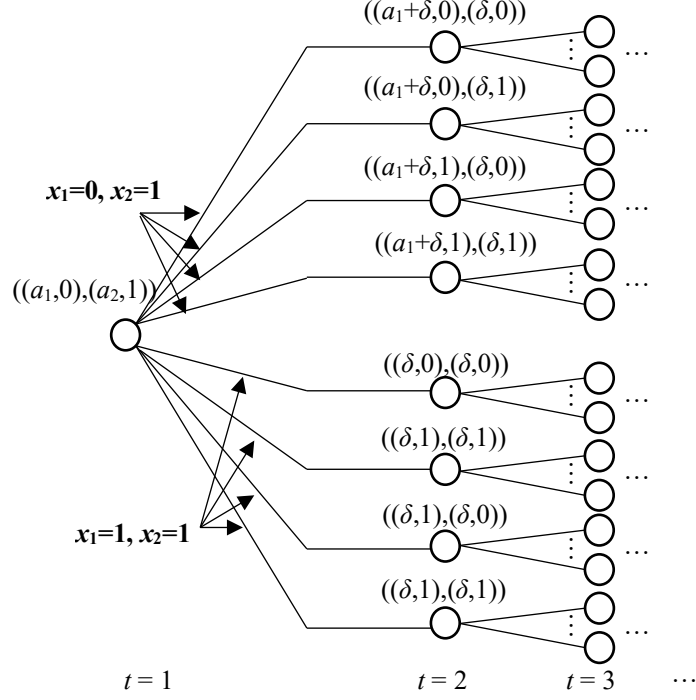 ((a₁+δ,0),(δ,0))
((a₁+δ,0),(δ,1))
((a₁+δ,1),(δ,0))
((a₁+δ,1),(δ,1))
x₁=0, x₂=1
((a₁,0),(a₂,1))
((δ,0),(δ,0))
((δ,1),(δ,1))
((δ,1),(δ,0))
((δ,1),(δ,1))
x₁=1, x₂=1
⋮ …
⋮ …
⋮ …
⋮ …
⋮ …
⋮ …
⋮ …
⋮ …
t = 1 t = 2 t = 3 …